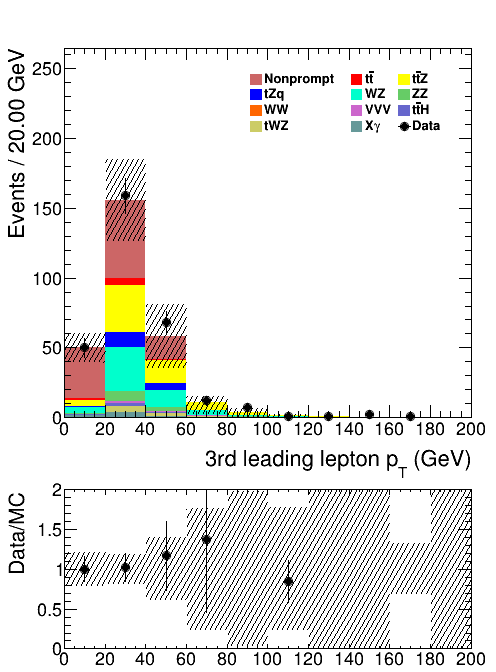 Events / 20.00 GeV
250
200
150
100
50
0
Nonprompt tt̄ tt̄Z
tZq WZ ZZ
WW VVV tt̄H
tWZ Xγ Data
0 20 40 60 80 100 120 140 160 180 200
3rd leading lepton p_T (GeV)
Data/MC
2
1.5
1
0.5
0
0 20 40 60 80 100 120 140 160 180 200